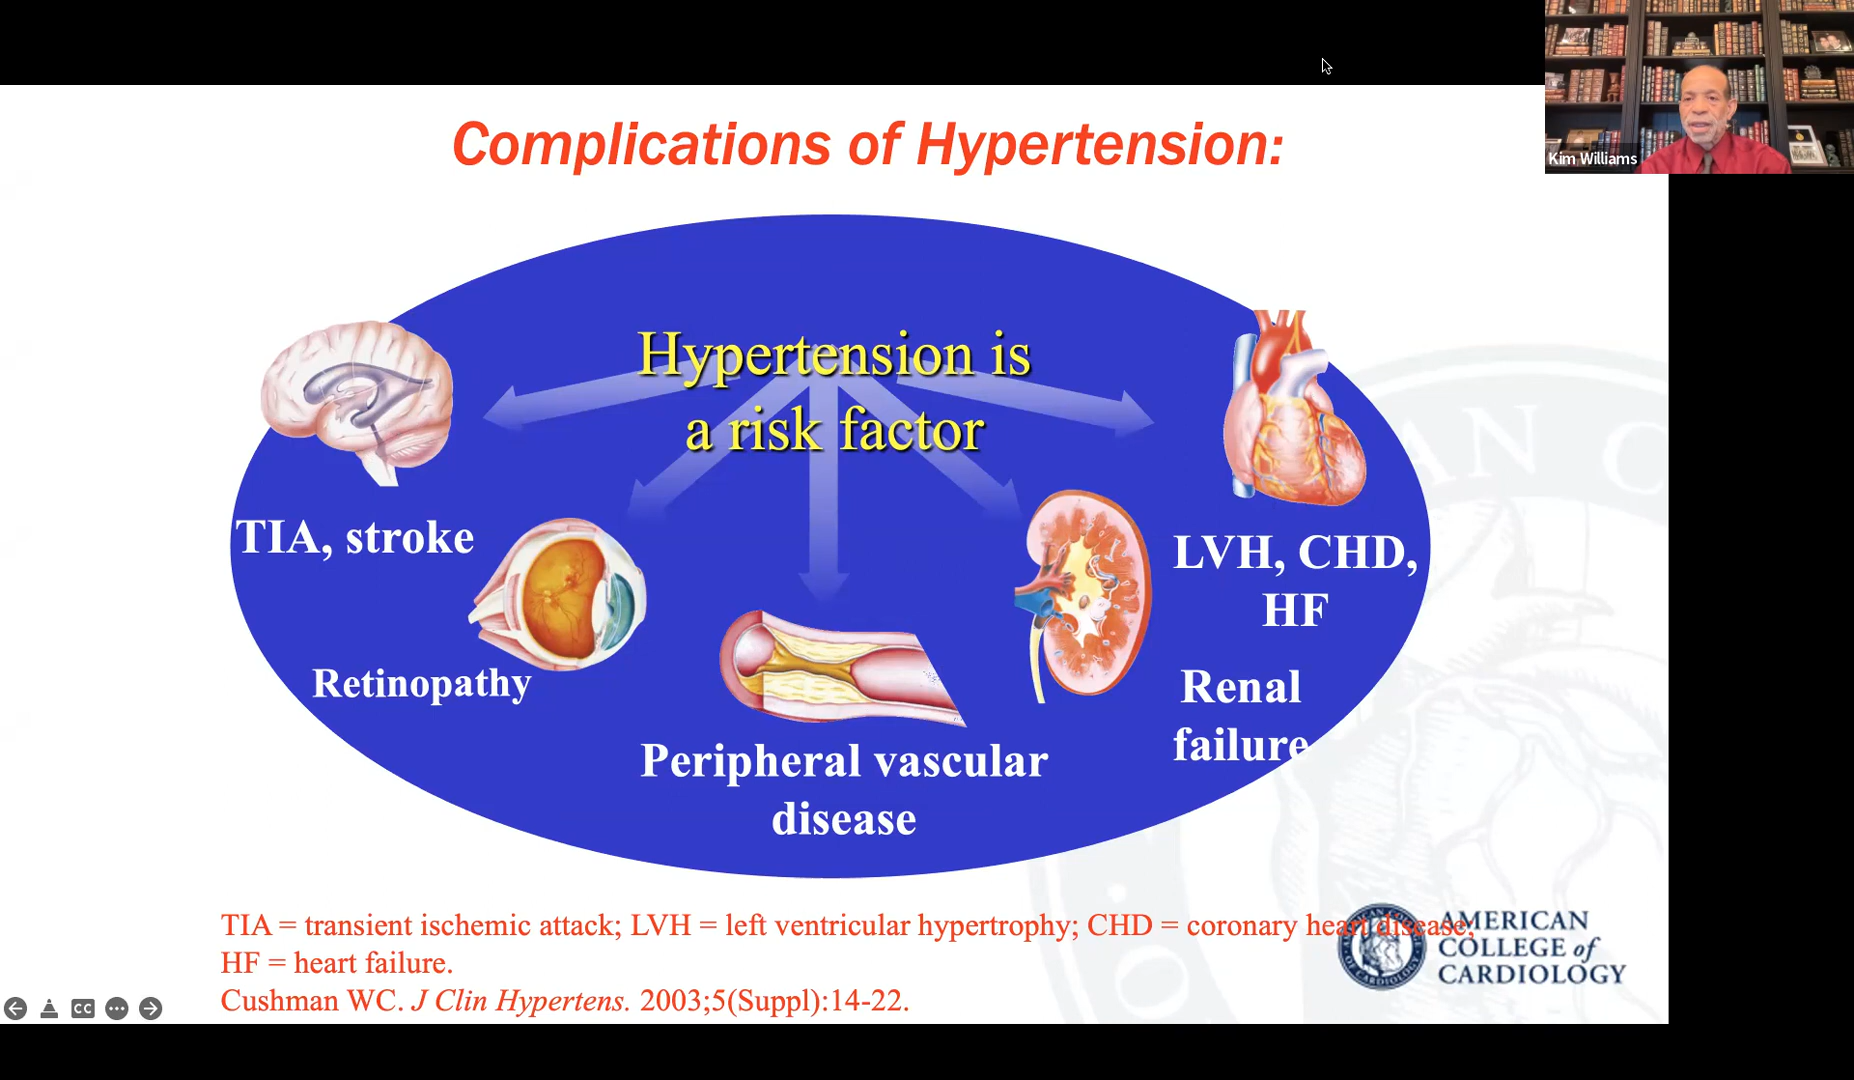 Complications of Hypertension:
Kim Williams
Hypertension is
a risk factor
TIA, stroke
LVH, CHD,
HF
Retinopathy
Renal
failure
Peripheral vascular
disease
TIA = transient ischemic attack; LVH = left ventricular hypertrophy; CHD = coronary heart disease;
HF = heart failure.
Cushman WC. J Clin Hypertens. 2003;5(Suppl):14-22.
AMERICAN
COLLEGE of
CARDIOLOGY
CC